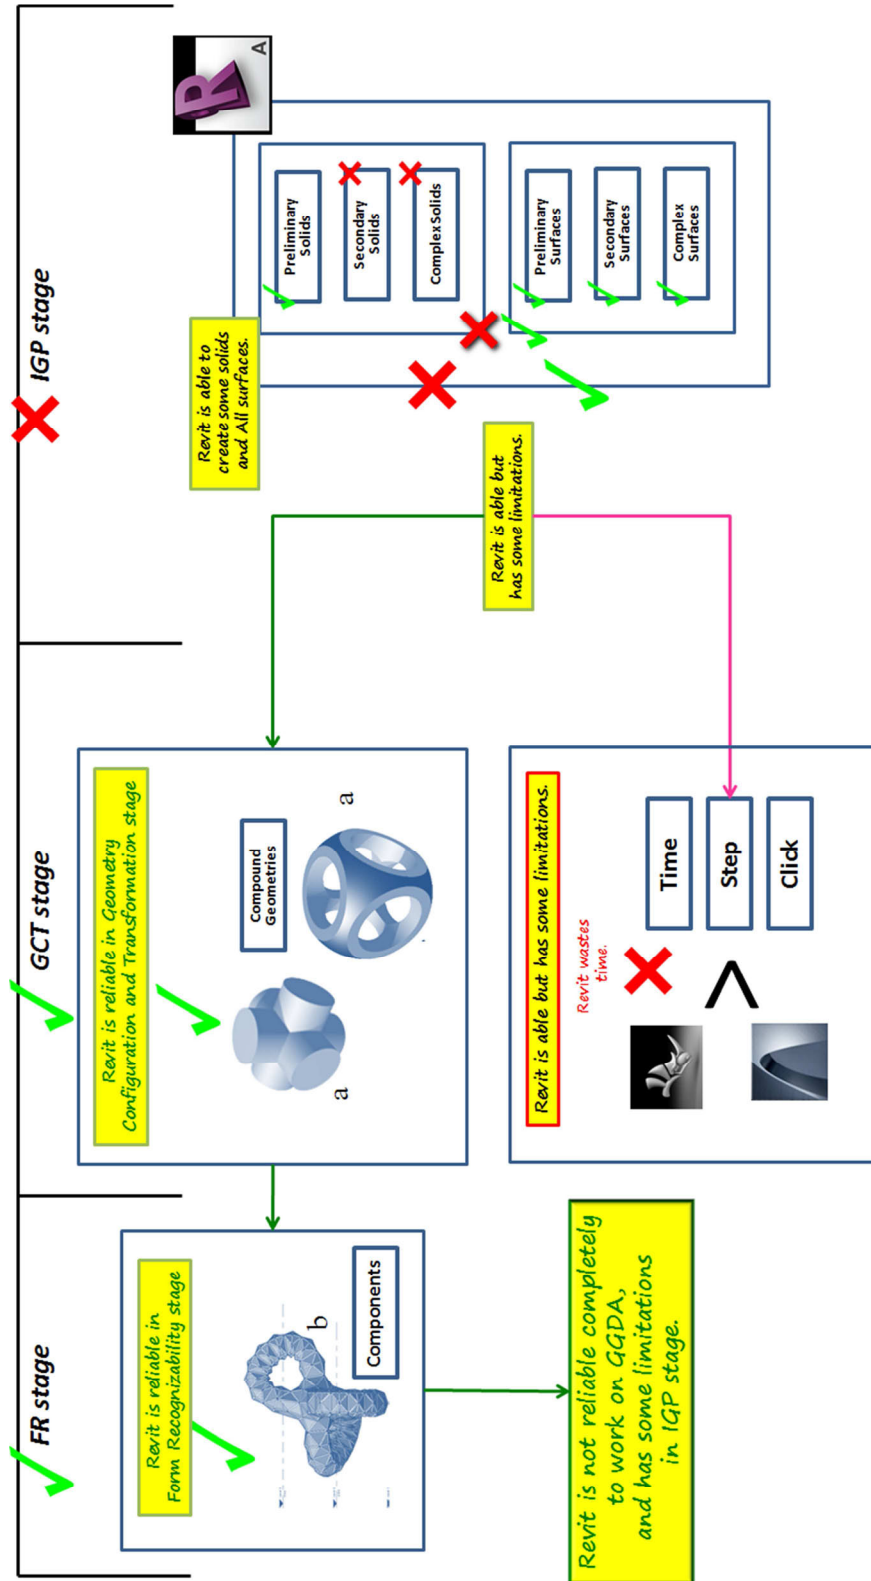 IGP stage
GCT stage
FR stage
R
A
Revit is able to
create some solids
and All surfaces.
Preliminary
Solids
Secondary
Solids
Complex Solids
Preliminary
Surfaces
Secondary
Surfaces
Complex
Surfaces
Revit is able but
has some limitations.
Revit is reliable in Geometry
Configuration and Transformation stage
Compound
Geometries
a
a
Revit is able but has some limitations.
Revit wastes
time.
Time
Step
Click
>
Revit is reliable in
Form Recognizability stage
b
Components
Revit is not reliable completely
to work on GGDA,
and has some limitations
in IGP stage.